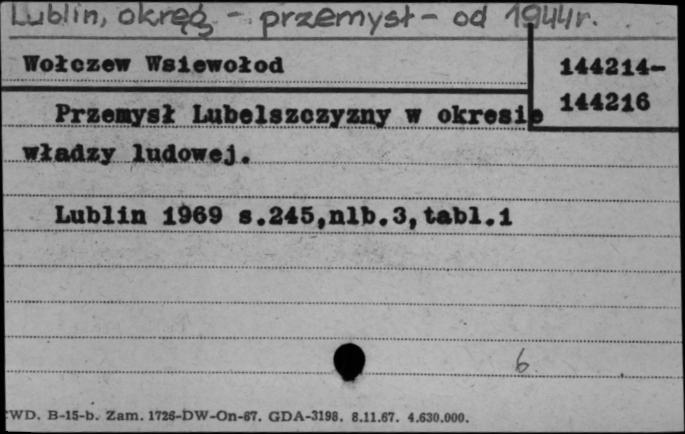 Lublin, okręg - przemysł - od 1944r.
Wołczew Wsiewołod
144214-
144216
Przemysł Lubelszczyzny w okresie
władzy ludowej.
Lublin 1969 s.245,nlb.3,tabl.1
6
WD. B-15-b. Zam. 1726-DW-On-67. GDA-3198. 8.11.67. 4.630.000.